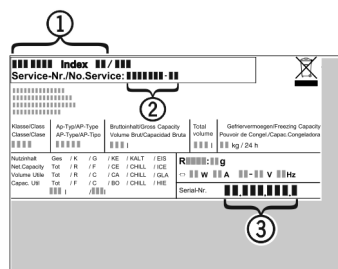 1
Index /
Service-Nr./No.Service: -
2
Klasse/Class Ap-Typ/AP-Type Bruttoinhalt/Gross Capacity Total Gefriervermoegen/Freezing Capacity
Classe/Clase AP-Type/AP-Tipo Volume Brut/Capacidad Bruta volume Pouvoir de Congel./Capac.Congeladora
l l kg / 24 h
Nutzinhalt Ges / K / G / KE / KALT / EIS
Net.Capacity Tot / R / F / CE / CHILL / ICE
Volume Utile Tot / R / C / CA / CHILL / GLA
Capac. Util Tot / F / C / BO / CHILL / HIE
l / l
R : g
W A - V Hz
Serial-Nr. . . .
3